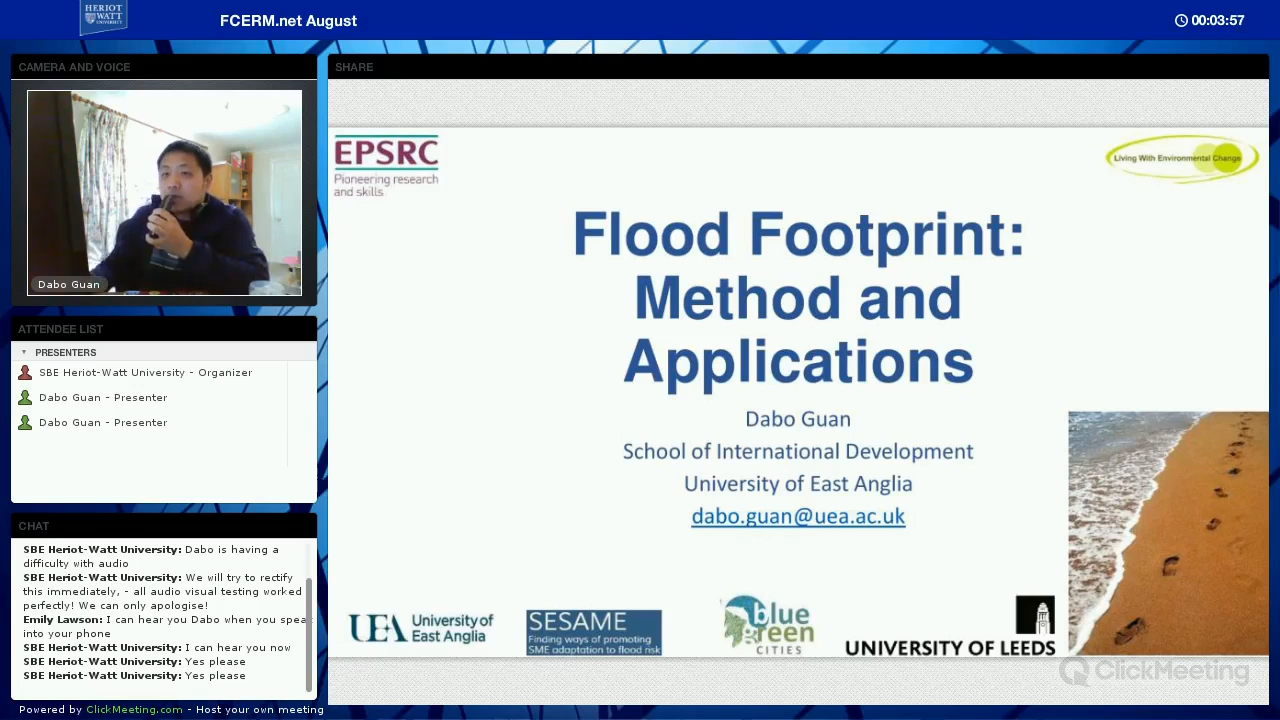 HERIOT
WATT
UNIVERSITY
FCERM.net August
00:03:57
CAMERA AND VOICE
Dabo Guan
ATTENDEE LIST
PRESENTERS
SBE Heriot-Watt University - Organizer
Dabo Guan - Presenter
Dabo Guan - Presenter
CHAT
SBE Heriot-Watt University: Dabo is having a
difficulty with audio
SBE Heriot-Watt University: We will try to rectify
this immediately, - all audio visual testing worked
perfectly! We can only apologise!
Emily Lawson: I can hear you Dabo when you speak
into your phone
SBE Heriot-Watt University: I can hear you now
SBE Heriot-Watt University: Yes please
SBE Heriot-Watt University: Yes please
Powered by ClickMeeting.com - Host your own meeting
SHARE
EPSRC
Pioneering research
and skills
Living With Environmental Change
Flood Footprint:
Method and
Applications
Dabo Guan
School of International Development
University of East Anglia
dabo.guan@uea.ac.uk
UEA University of
East Anglia
SESAME
Finding ways of promoting
SME adaptation to flood risk
blue
green
CITIES
UNIVERSITY OF LEEDS
ClickMeeting